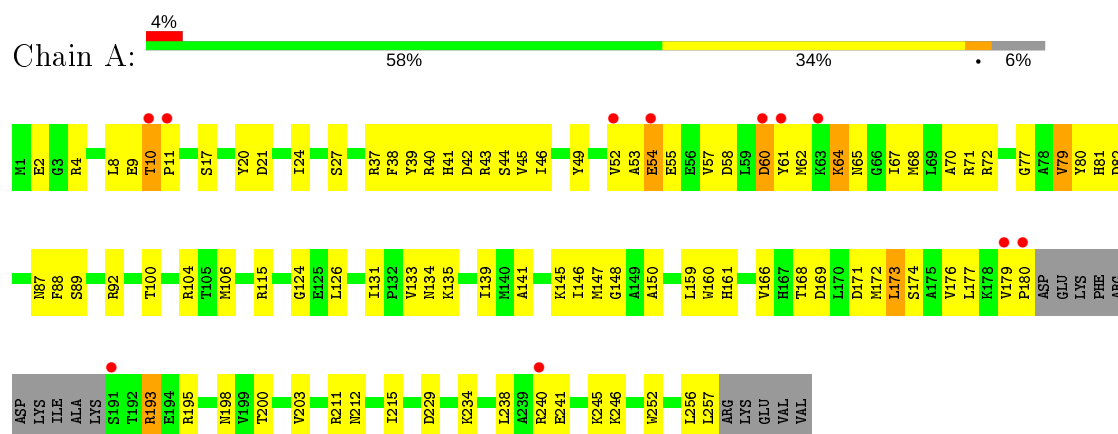 4%
Chain A:
58% 34% • 6%
M1 E2 G3 R4 L8 E9 T10 P11 S17 Y20 D21 I24 S27 R37 F38 Y39 R40 H41 D42 R43 S44 V45 I46 Y49 V52 A53 E54 E55 E56 V57 D58 L59 D60 Y61 M62 K63 K64 N65 G66 I67 M68 L69 A70 R71 R72 G77 A78 V79 Y80 H81 D82
N87 F88 S89 R92 T100 R104 T105 M106 R115 G124 E125 L126 I131 P132 V133 N134 K135 I139 M140 A141 K145 I146 M147 G148 A149 A150 L159 W160 H161 V166 H167 T168 D169 L170 D171 M172 L173 S174 A175 V176 L177 K178 V179 P180 ASP GLU LYS PHE ARG
ASP LYS ILE ALA LYS S191 T192 R193 E194 R195 N198 V199 T200 V203 R211 N212 I215 D229 K234 L238 A239 R240 E241 K245 K246 W252 L256 L257 ARG LYS GLU VAL VAL